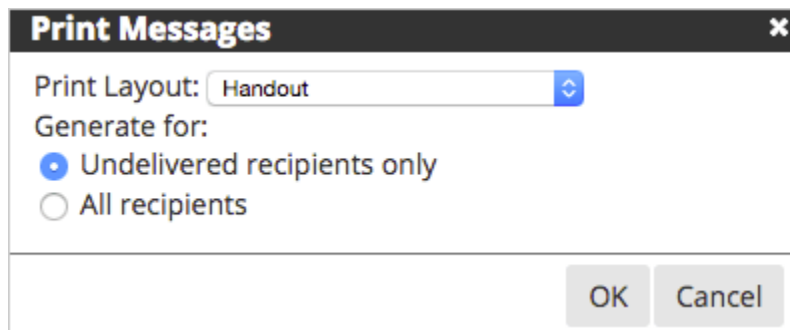 Print Messages
Print Layout: Handout
Generate for:
Undelivered recipients only
All recipients
OK Cancel